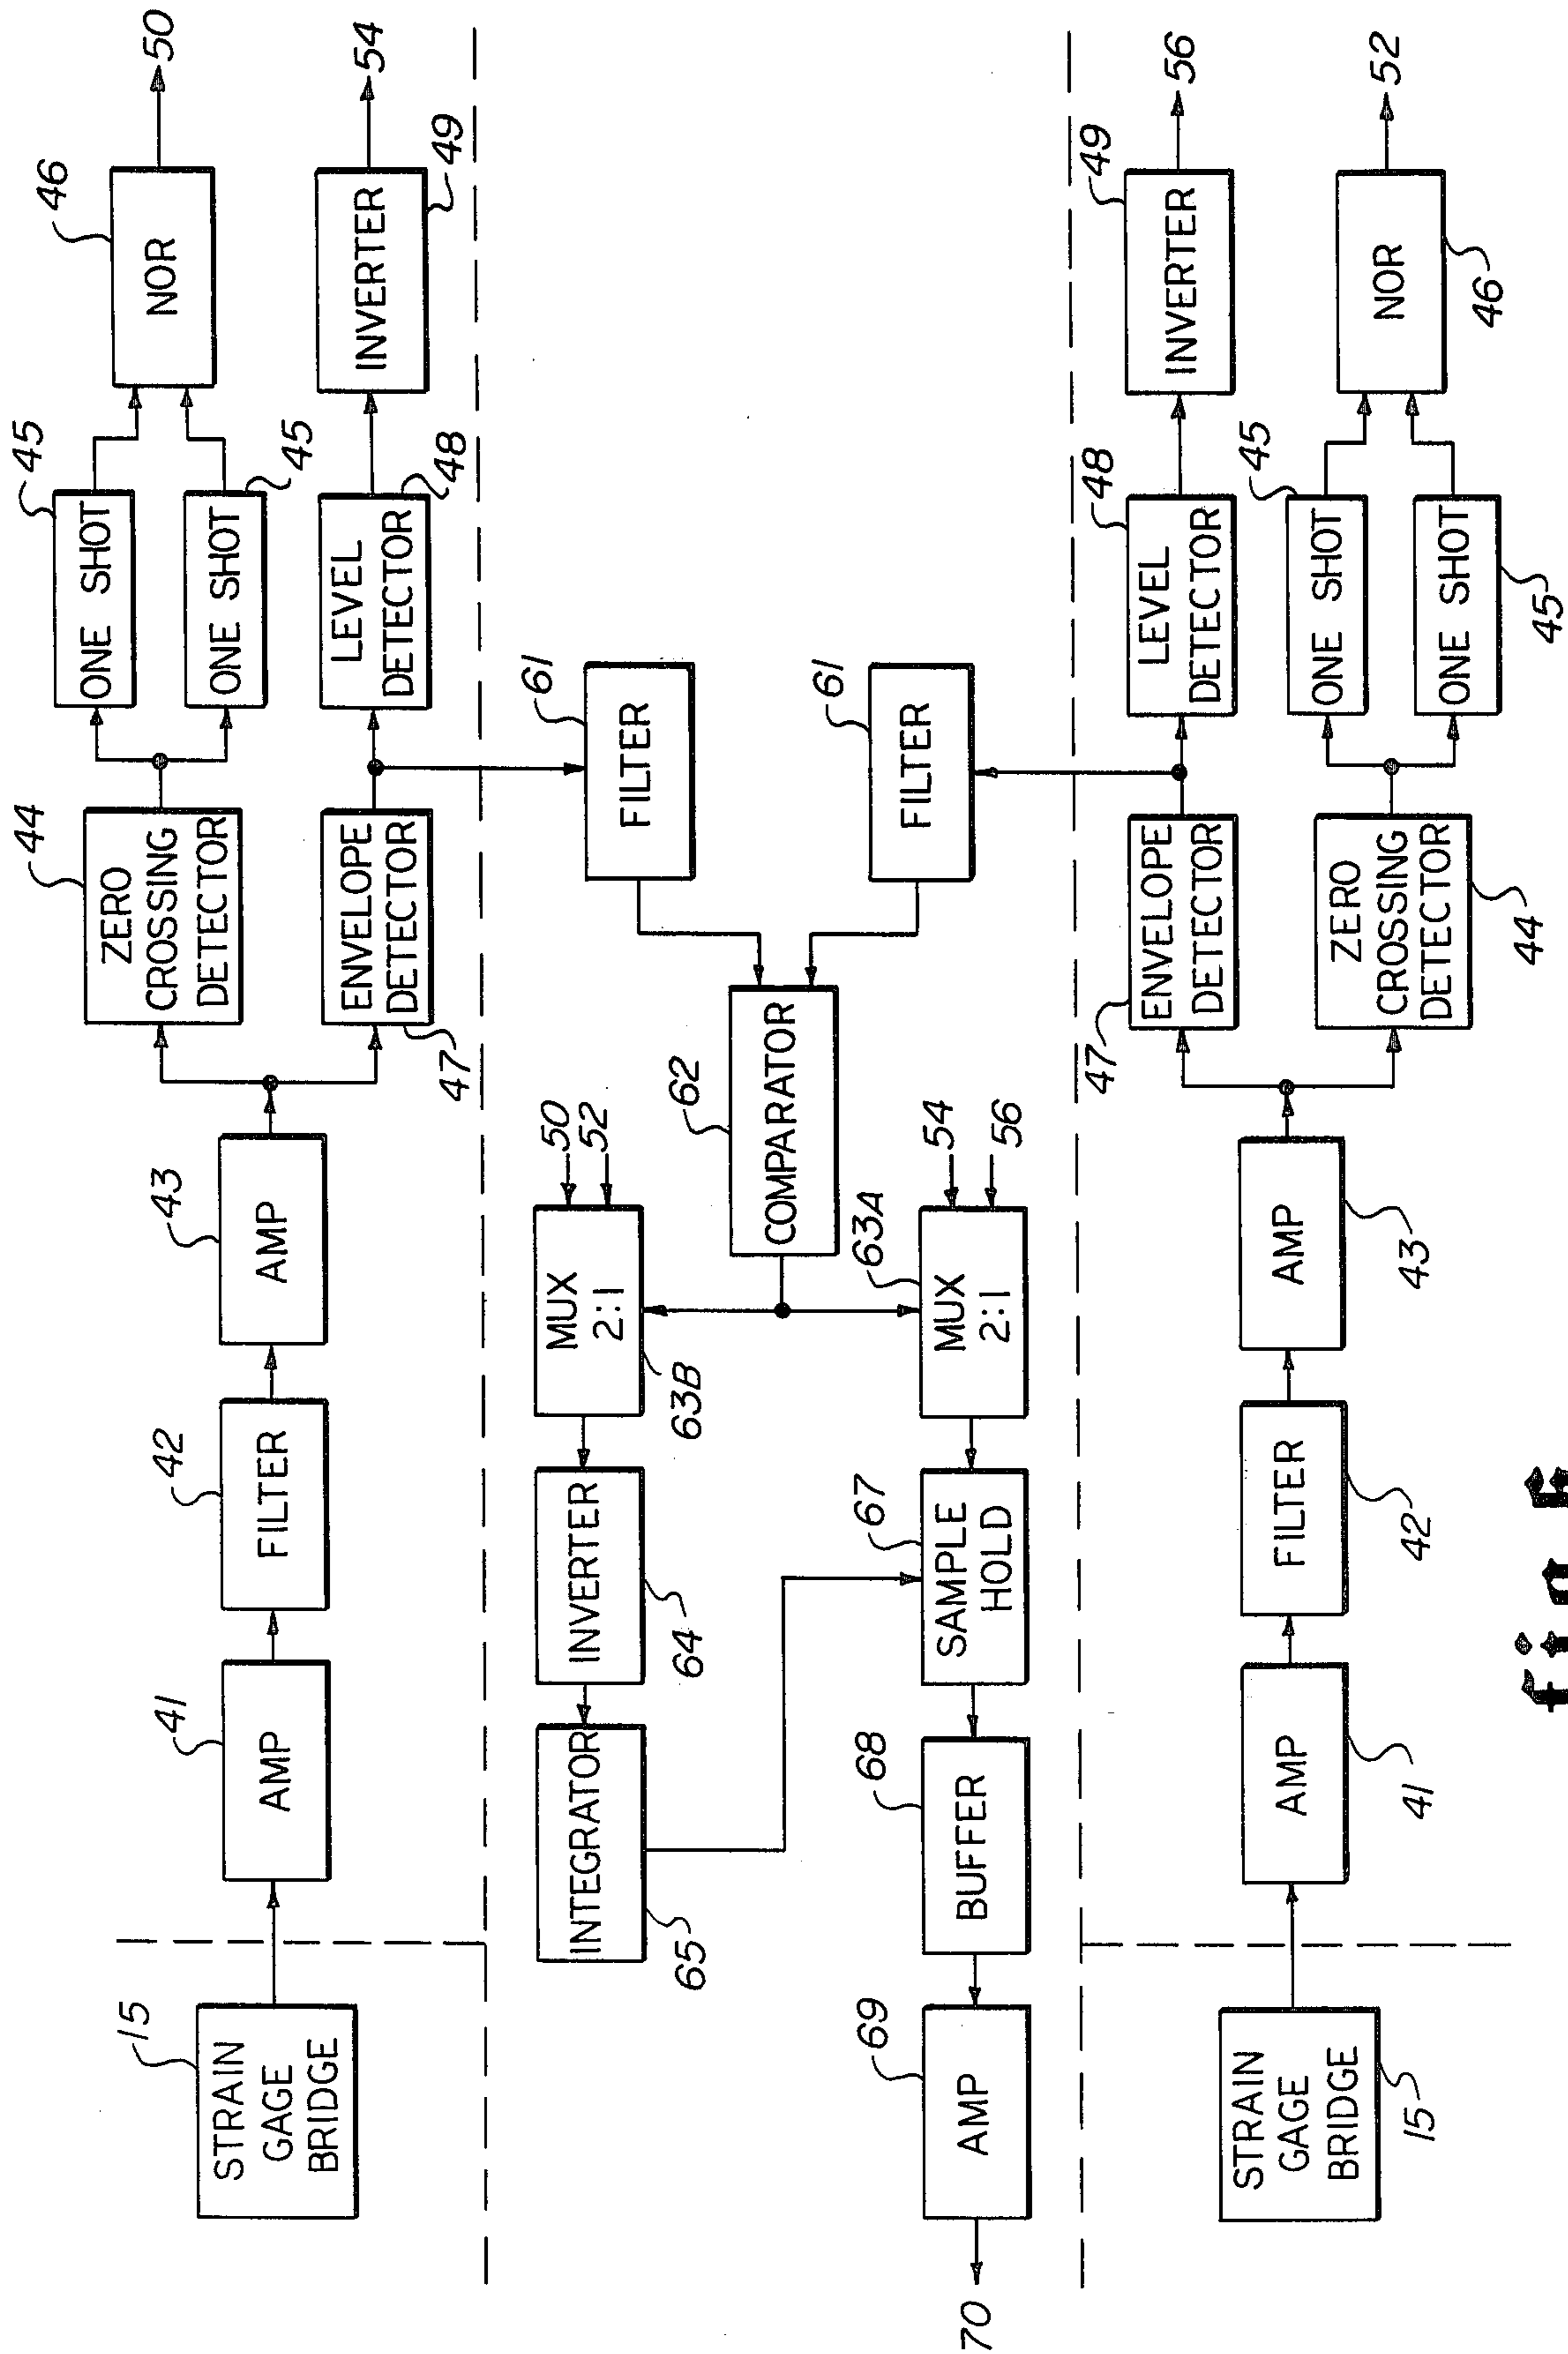 15
STRAIN
GAGE
BRIDGE
41
AMP
42
FILTER
43
AMP
44
ZERO
CROSSING
DETECTOR
45
ONE SHOT
ONE SHOT
45
46
NOR
50
47
ENVELOPE
DETECTOR
48
LEVEL
DETECTOR
49
INVERTER
54
61
FILTER
61
FILTER
62
COMPARATOR
50
52
63B
MUX
2:1
64
INVERTER
65
INTEGRATOR
54
56
63A
MUX
2:1
67
SAMPLE
HOLD
68
BUFFER
69
AMP
70
15
STRAIN
GAGE
BRIDGE
41
AMP
42
FILTER
43
AMP
47
ENVELOPE
DETECTOR
48
LEVEL
DETECTOR
49
INVERTER
56
44
ZERO
CROSSING
DETECTOR
45
ONE SHOT
ONE SHOT
45
46
NOR
52